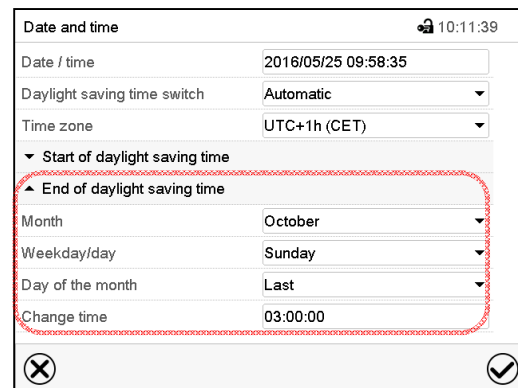 Date and time 10:11:39
Date / time 2016/05/25 09:58:35
Daylight saving time switch Automatic
Time zone UTC+1h (CET)
Start of daylight saving time
End of daylight saving time
Month October
Weekday/day Sunday
Day of the month Last
Change time 03:00:00